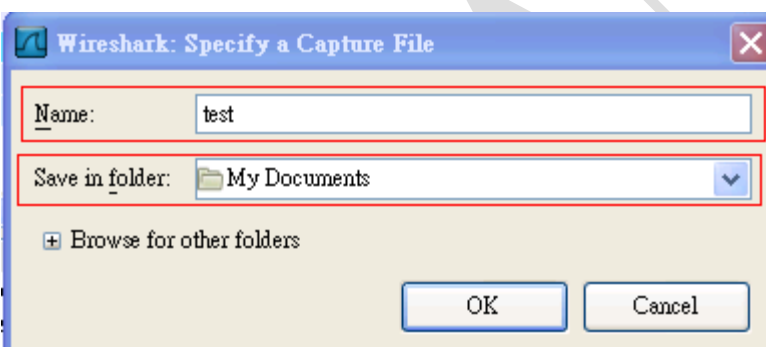 Wireshark: Specify a Capture File
Name: test
Save in folder: My Documents
Browse for other folders
OK Cancel